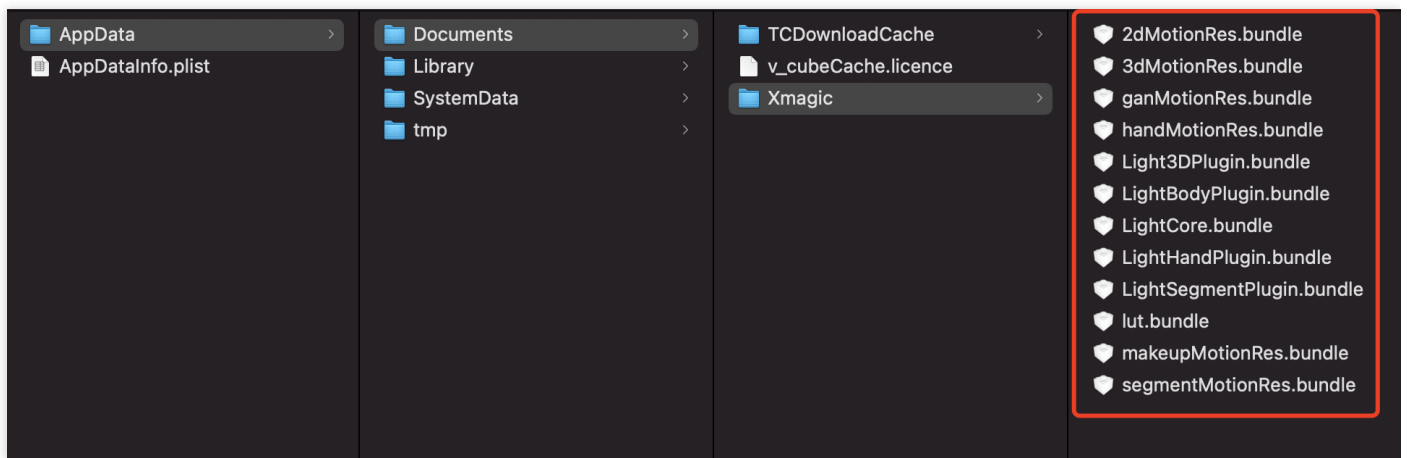 AppData
AppDataInfo.plist
Documents
Library
SystemData
tmp
TCDownloadCache
v_cubeCache.licence
Xmagic
2dMotionRes.bundle
3dMotionRes.bundle
ganMotionRes.bundle
handMotionRes.bundle
Light3DPlugin.bundle
LightBodyPlugin.bundle
LightCore.bundle
LightHandPlugin.bundle
LightSegmentPlugin.bundle
lut.bundle
makeupMotionRes.bundle
segmentMotionRes.bundle